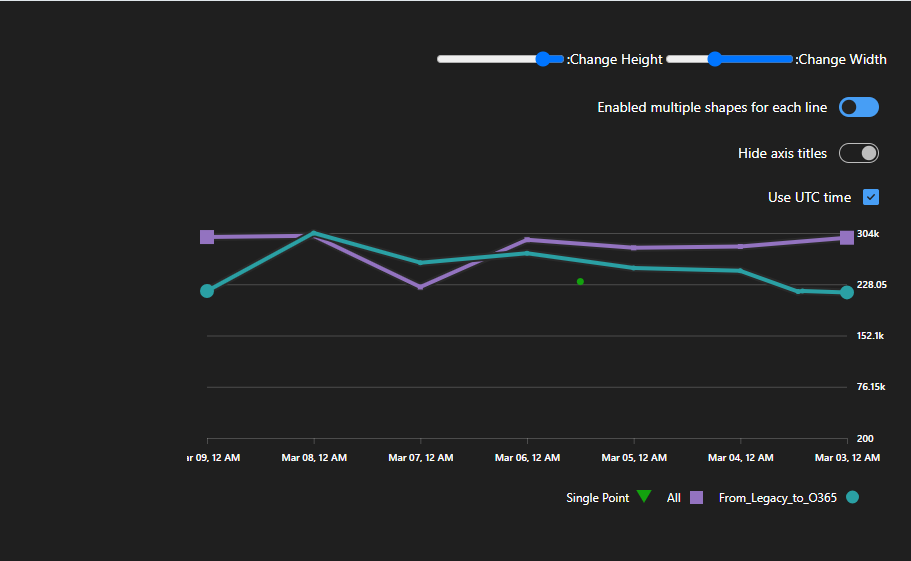 :Change Height :Change Width
Enabled multiple shapes for each line
Hide axis titles
Use UTC time
304k
228.05
152.1k
76.15k
200
r 09, 12 AM Mar 08, 12 AM Mar 07, 12 AM Mar 06, 12 AM Mar 05, 12 AM Mar 04, 12 AM Mar 03, 12 AM
Single Point All From_Legacy_to_O365